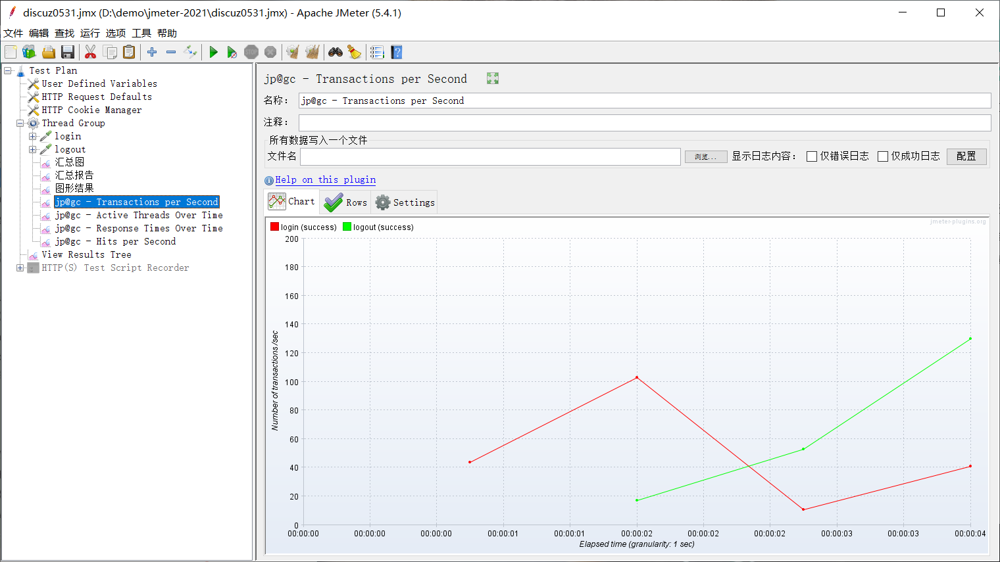 discuz0531.jmx (D:\demo\jmeter-2021\discuz0531.jmx) - Apache JMeter (5.4.1)
文件 编辑 查找 运行 选项 工具 帮助
STOP
Test Plan
User Defined Variables
HTTP Request Defaults
HTTP Cookie Manager
Thread Group
login
logout
汇总图
汇总报告
图形结果
jp@gc - Transactions per Second
jp@gc - Active Threads Over Time
jp@gc - Response Times Over Time
jp@gc - Hits per Second
View Results Tree
HTTP(S) Test Script Recorder
jp@gc - Transactions per Second
名称： jp@gc - Transactions per Second
注释：
所有数据写入一个文件
文件名 浏览... 显示日志内容： 仅错误日志 仅成功日志 配置
Help on this plugin
Chart Rows Settings
jmeter-plugins.org
login (success) logout (success)
200
180
160
140
120
100
80
60
40
20
0
Number of transactions /sec
00:00:00 00:00:00 00:00:00 00:00:01 00:00:01 00:00:02 00:00:02 00:00:02 00:00:03 00:00:03 00:00:04
Elapsed time (granularity: 1 sec)